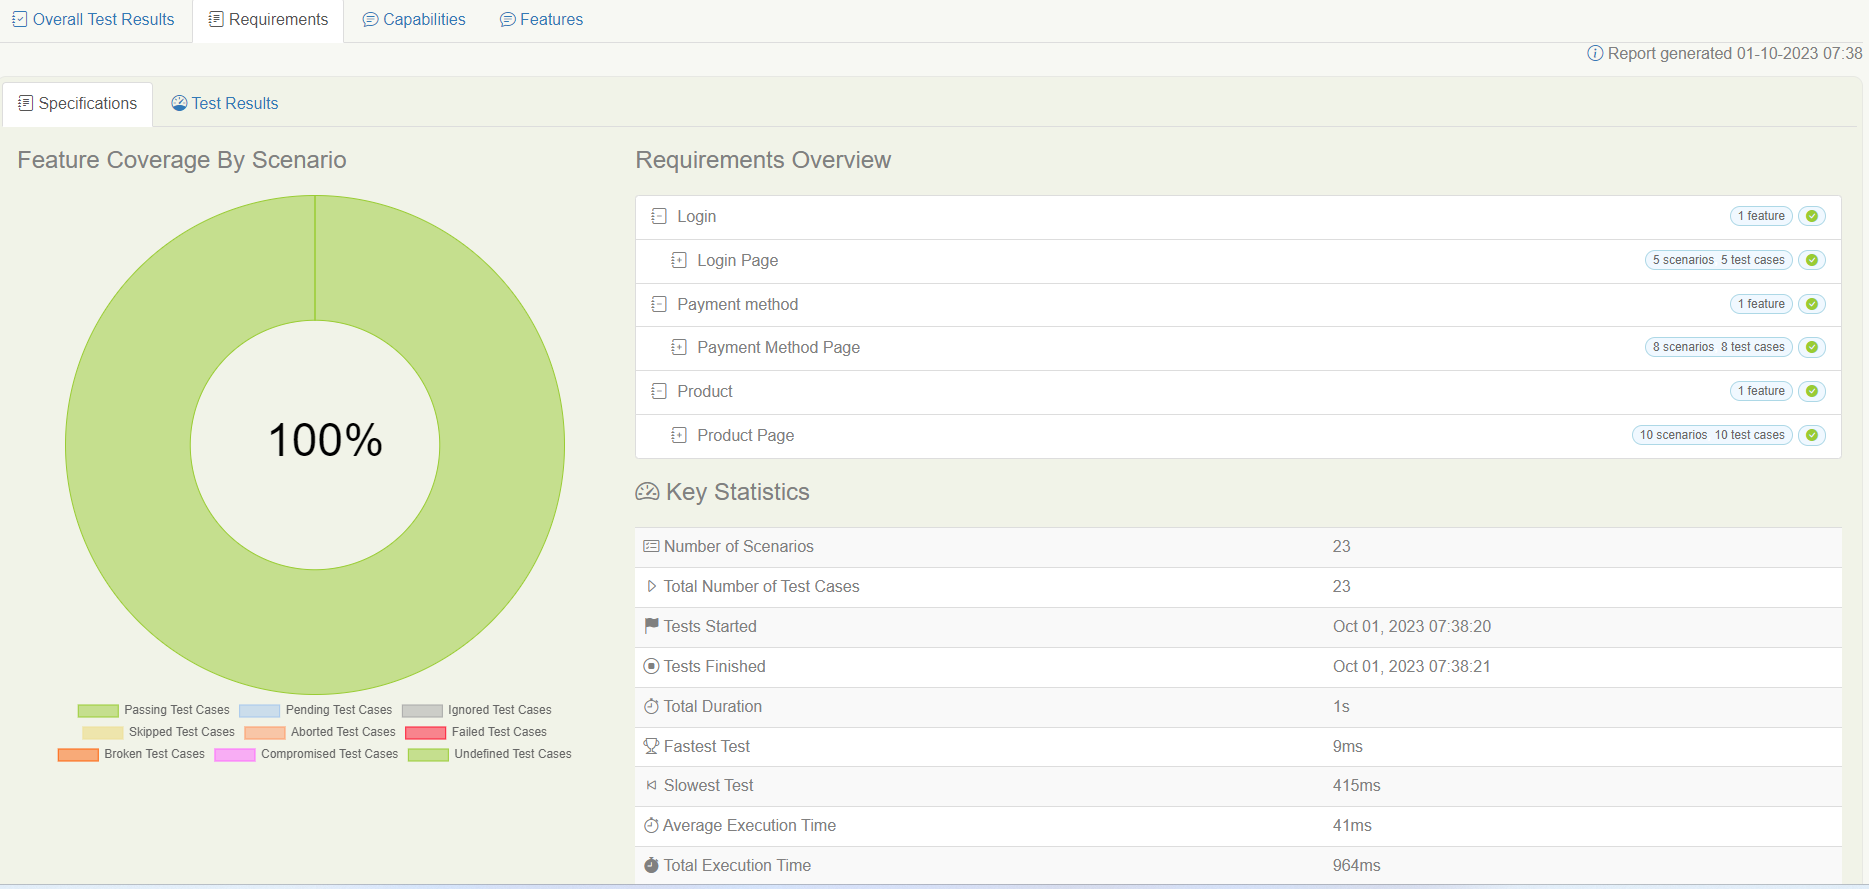 Overall Test Results
Requirements
Capabilities
Features
Report generated 01-10-2023 07:38
Specifications
Test Results
Feature Coverage By Scenario
100%
Passing Test Cases Pending Test Cases Ignored Test Cases
Skipped Test Cases Aborted Test Cases Failed Test Cases
Broken Test Cases Compromised Test Cases Undefined Test Cases
Requirements Overview
Login 1 feature
Login Page 5 scenarios 5 test cases
Payment method 1 feature
Payment Method Page 8 scenarios 8 test cases
Product 1 feature
Product Page 10 scenarios 10 test cases
Key Statistics
Number of Scenarios 23
Total Number of Test Cases 23
Tests Started Oct 01, 2023 07:38:20
Tests Finished Oct 01, 2023 07:38:21
Total Duration 1s
Fastest Test 9ms
Slowest Test 415ms
Average Execution Time 41ms
Total Execution Time 964ms